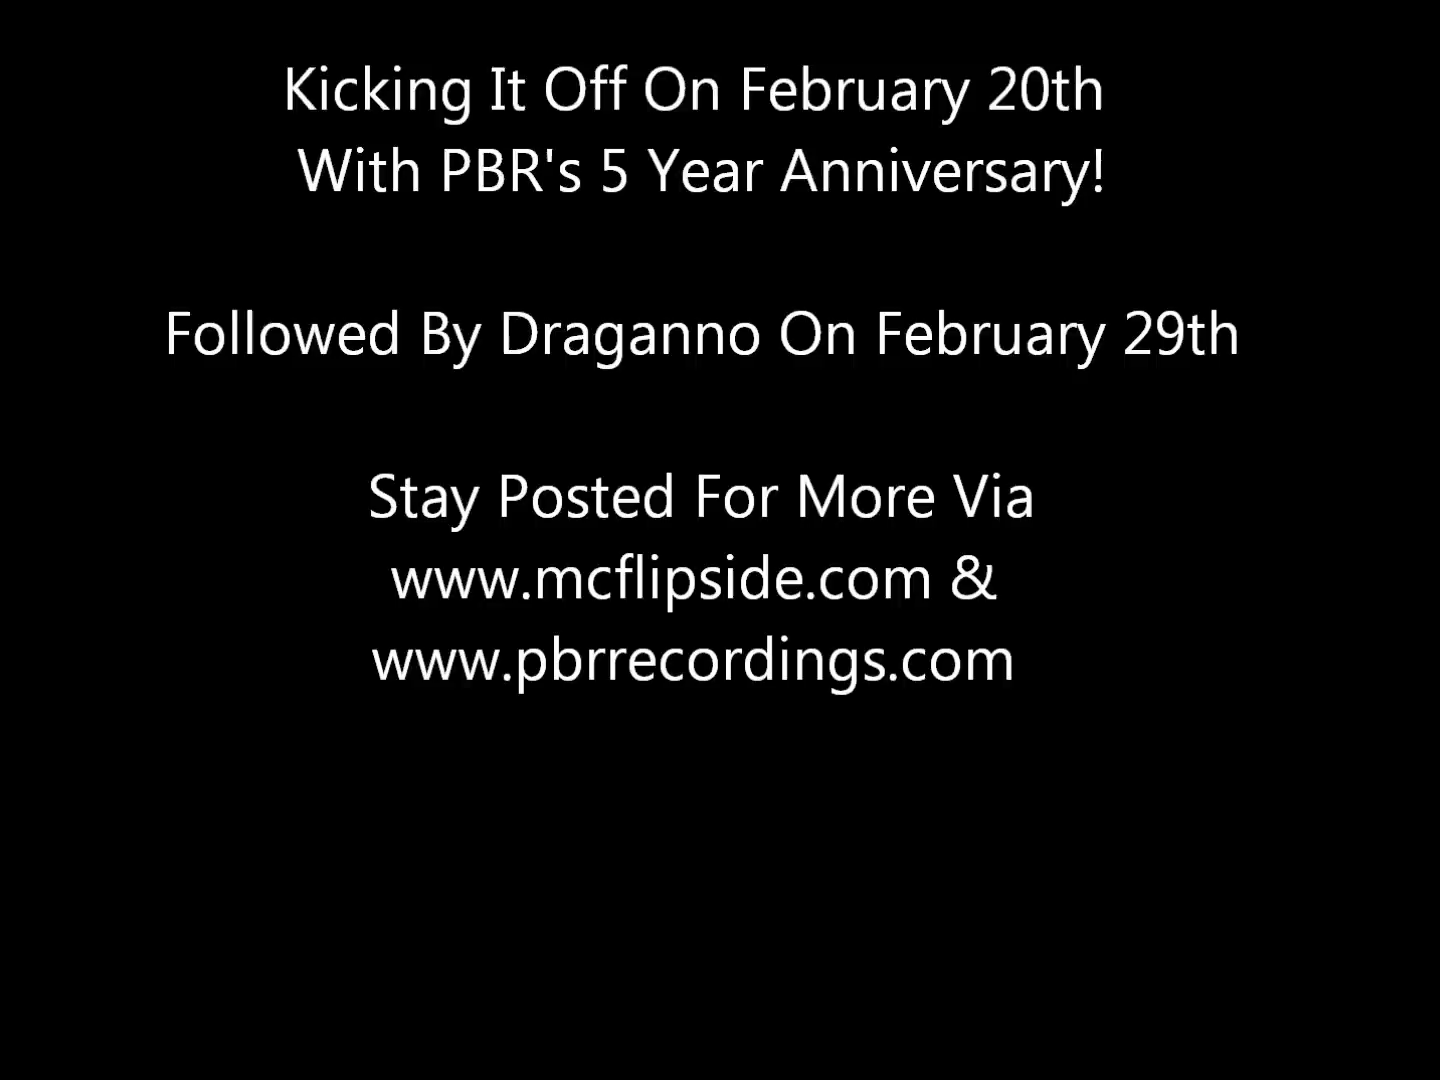 Kicking It Off On February 20th
With PBR's 5 Year Anniversary!
Followed By Draganno On February 29th
Stay Posted For More Via
www.mcflipside.com &
www.pbrrecordings.com